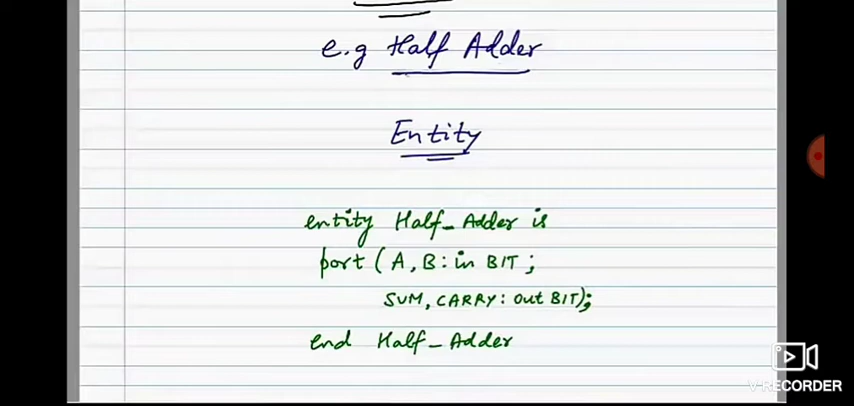 e.g Half Adder
Entity
entity Half_Adder is
port ( A, B : in BIT ;
SUM, CARRY : out BIT);
end Half_Adder
V·RECORDER